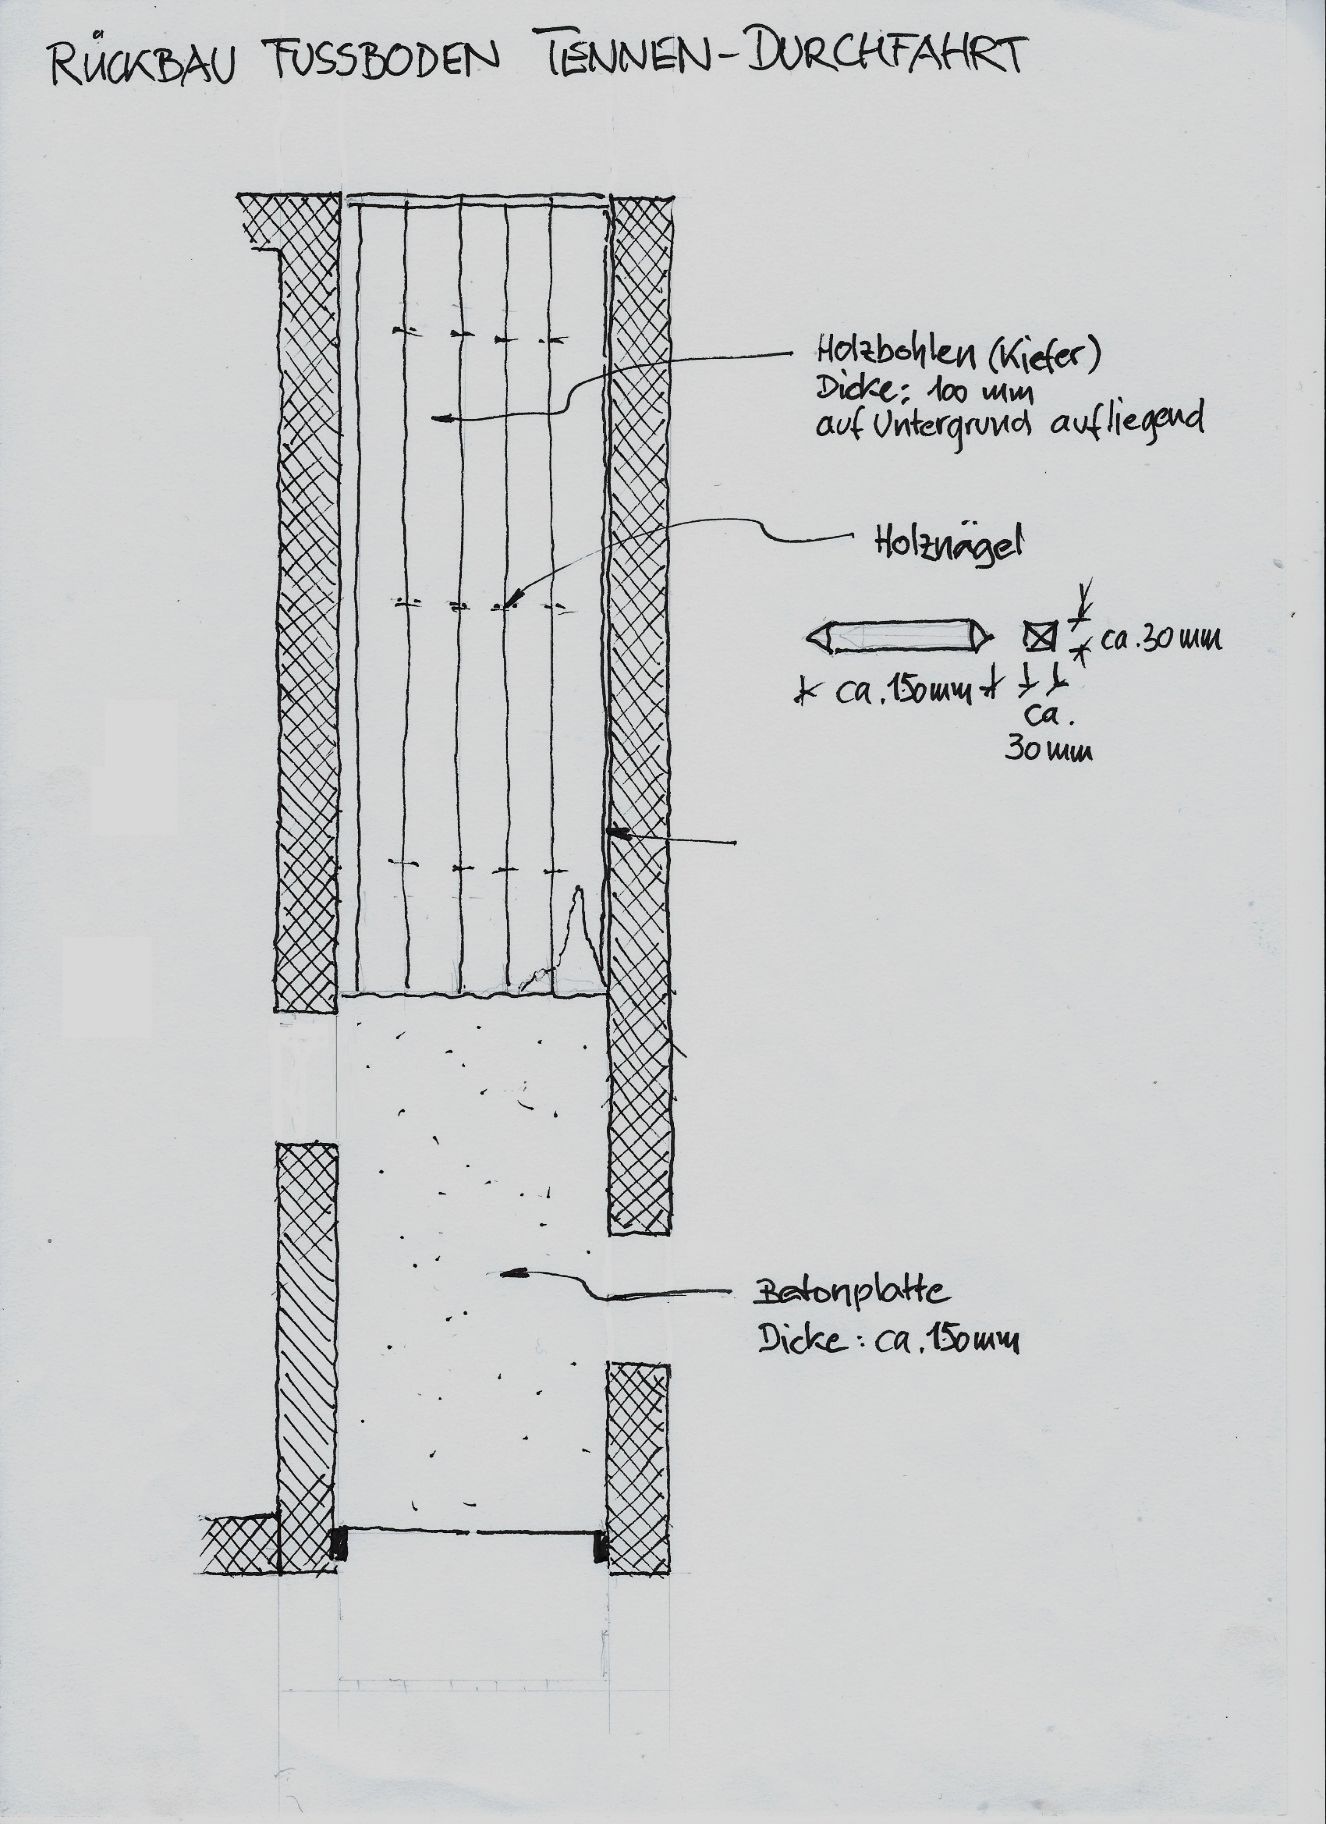 RÜCKBAU FUSSBODEN TENNEN-DURCHFAHRT
Holzbohlen (Kiefer)
Dicke: 100 mm
auf Untergrund aufliegend
Holznägel
ca. 30 mm
ca. 150 mm
ca.
30 mm
Betonplatte
Dicke: ca. 150 mm